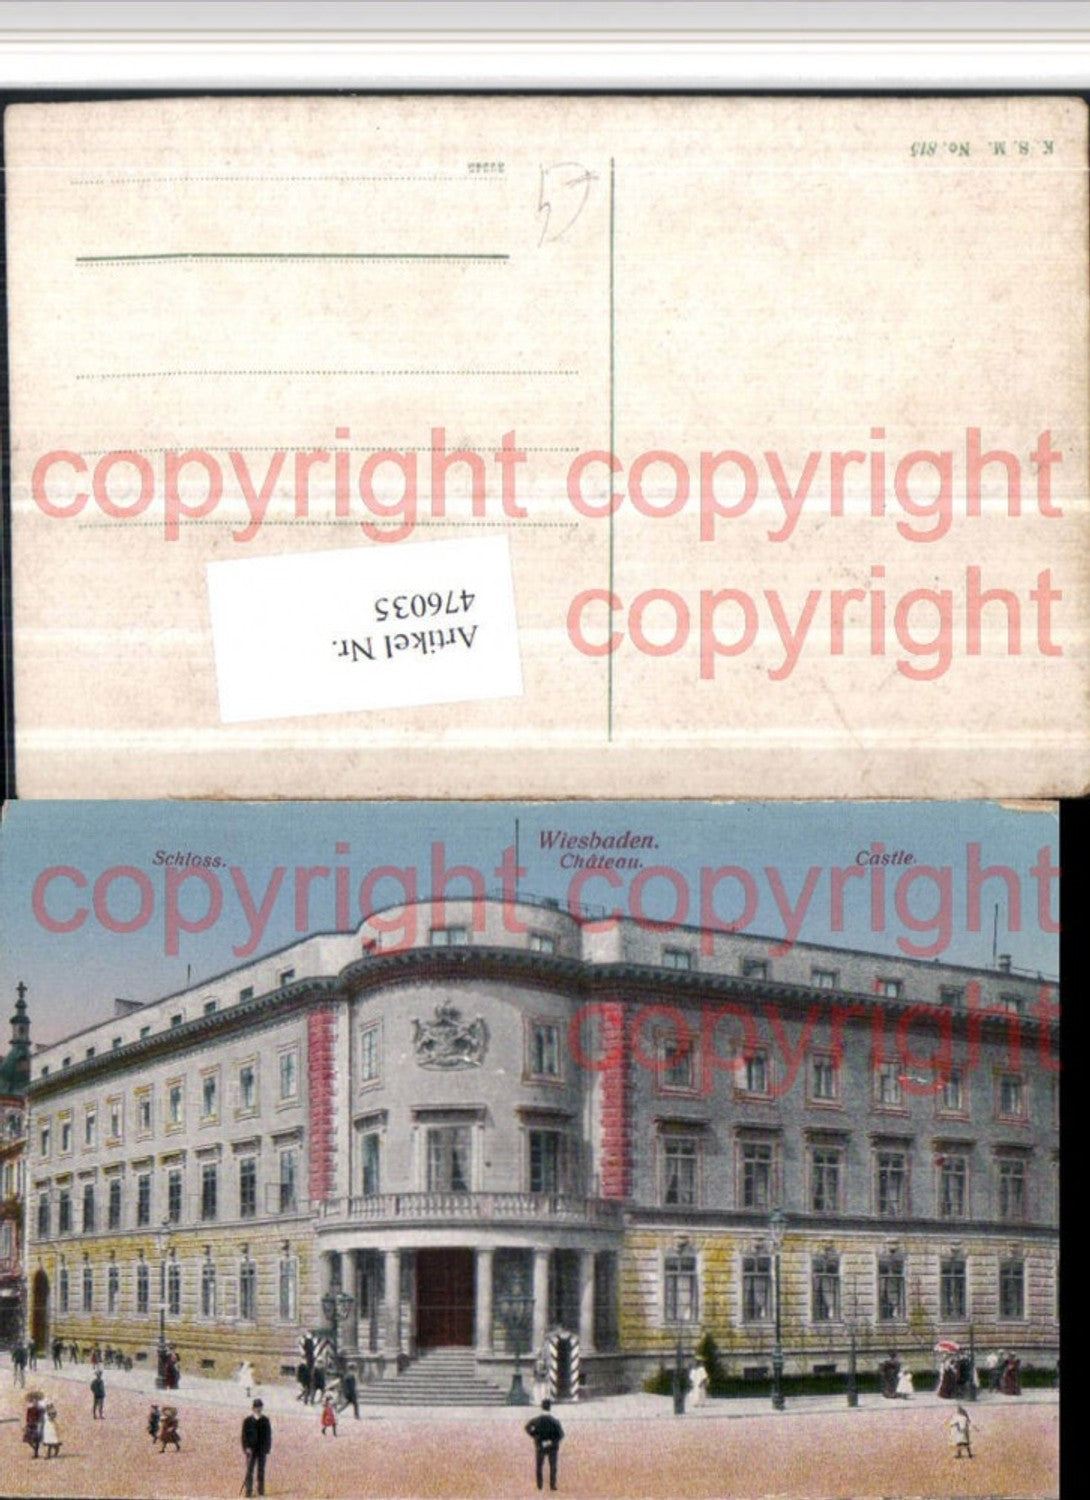 K. S. M. No. 815
copyright copyright
copyright
Artikel Nr.
476035
Wiesbaden.
Schloss. Château. Castle.
copyright copyright
copyright